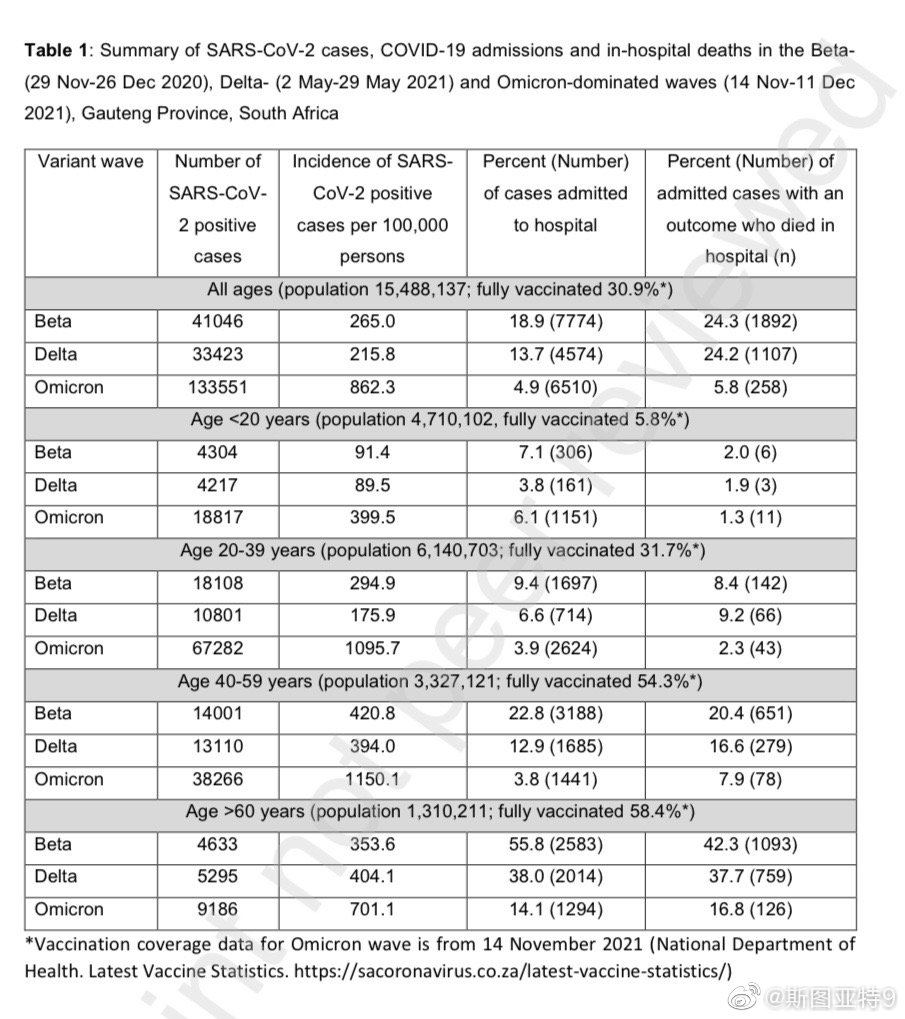 Table 1: Summary of SARS-CoV-2 cases, COVID-19 admissions and in-hospital deaths in the Beta-
(29 Nov-26 Dec 2020), Delta- (2 May-29 May 2021) and Omicron-dominated waves (14 Nov-11 Dec
2021), Gauteng Province, South Africa
Variant wave | Number of SARS-CoV-2 positive cases | Incidence of SARS-CoV-2 positive cases per 100,000 persons | Percent (Number) of cases admitted to hospital | Percent (Number) of admitted cases with an outcome who died in hospital (n)
All ages (population 15,488,137; fully vaccinated 30.9%*)
Beta 41046 265.0 18.9 (7774) 24.3 (1892)
Delta 33423 215.8 13.7 (4574) 24.2 (1107)
Omicron 133551 862.3 4.9 (6510) 5.8 (258)
Age <20 years (population 4,710,102, fully vaccinated 5.8%*)
Beta 4304 91.4 7.1 (306) 2.0 (6)
Delta 4217 89.5 3.8 (161) 1.9 (3)
Omicron 18817 399.5 6.1 (1151) 1.3 (11)
Age 20-39 years (population 6,140,703; fully vaccinated 31.7%*)
Beta 18108 294.9 9.4 (1697) 8.4 (142)
Delta 10801 175.9 6.6 (714) 9.2 (66)
Omicron 67282 1095.7 3.9 (2624) 2.3 (43)
Age 40-59 years (population 3,327,121; fully vaccinated 54.3%*)
Beta 14001 420.8 22.8 (3188) 20.4 (651)
Delta 13110 394.0 12.9 (1685) 16.6 (279)
Omicron 38266 1150.1 3.8 (1441) 7.9 (78)
Age >60 years (population 1,310,211; fully vaccinated 58.4%*)
Beta 4633 353.6 55.8 (2583) 42.3 (1093)
Delta 5295 404.1 38.0 (2014) 37.7 (759)
Omicron 9186 701.1 14.1 (1294) 16.8 (126)
*Vaccination coverage data for Omicron wave is from 14 November 2021 (National Department of
Health. Latest Vaccine Statistics. https://sacoronavirus.co.za/latest-vaccine-statistics/)
int not peer reviewed
@斯图亚特9